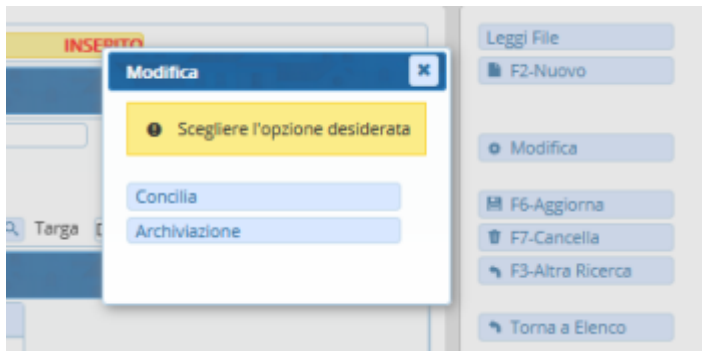 INSERITO
Modifica
Scegliere l'opzione desiderata
Concilia
Archiviazione
Targa
Leggi File
F2-Nuovo
Modifica
F6-Aggiorna
F7-Cancella
F3-Altra Ricerca
Torna a Elenco